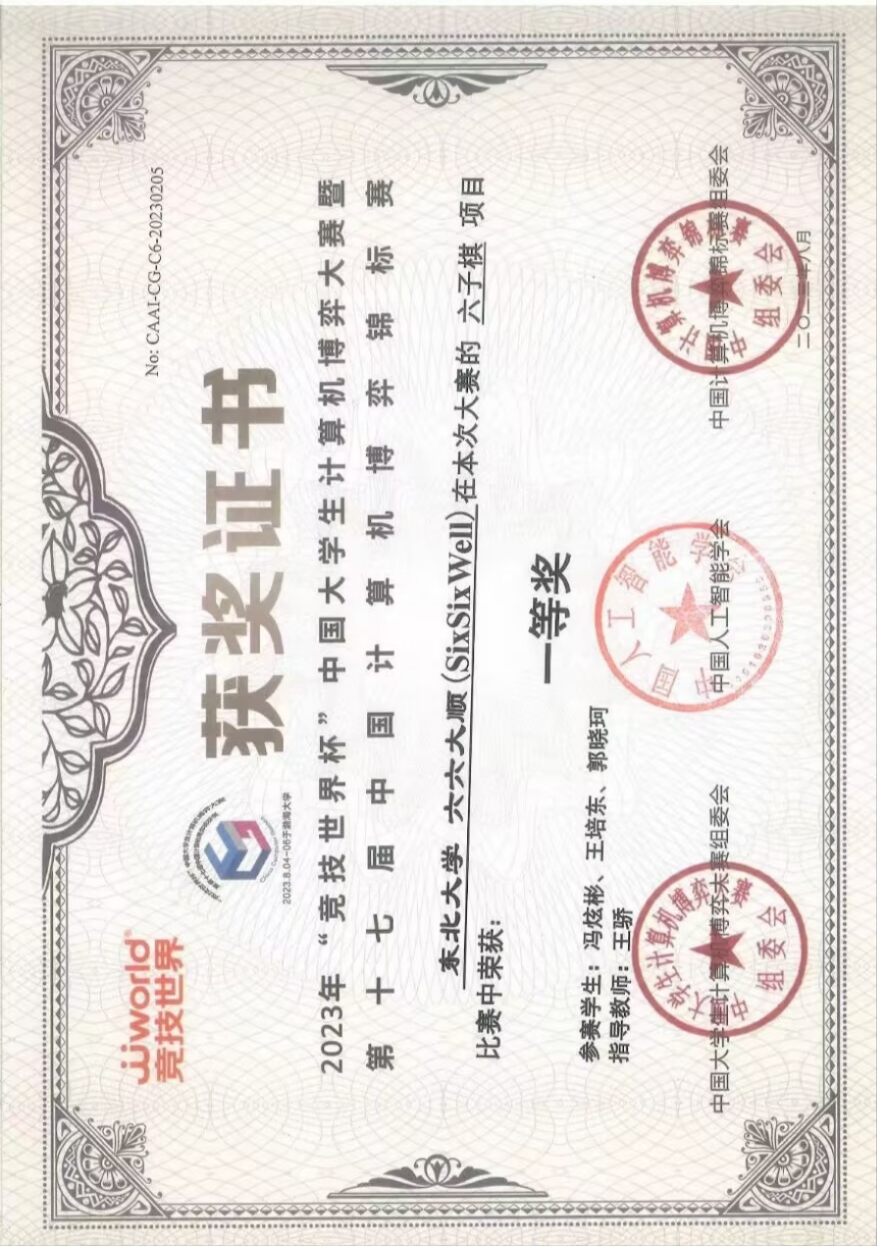 jjworld®
竞技世界
No: CAAI-CG-C6-20230205
China Computer Games
2023.8.04-06于渤海大学
获奖证书
2023年“竞技世界杯”中国大学生计算机博弈大赛暨
第十七届中国计算机博弈锦标赛
东北大学 六六大顺(SixSixWell)在本次大赛的 六子棋 项目
比赛中荣获：
一等奖
参赛学生：冯炫彬、王培东、郭晓珂
指导教师：王骄
中国大学生计算机博弈大赛
组委会
中国人工智能学会
中国计算机博弈锦标赛
组委会
中国大学生计算机博弈大赛组委会
中国人工智能学会
中国计算机博弈锦标赛组委会
二〇二三年八月